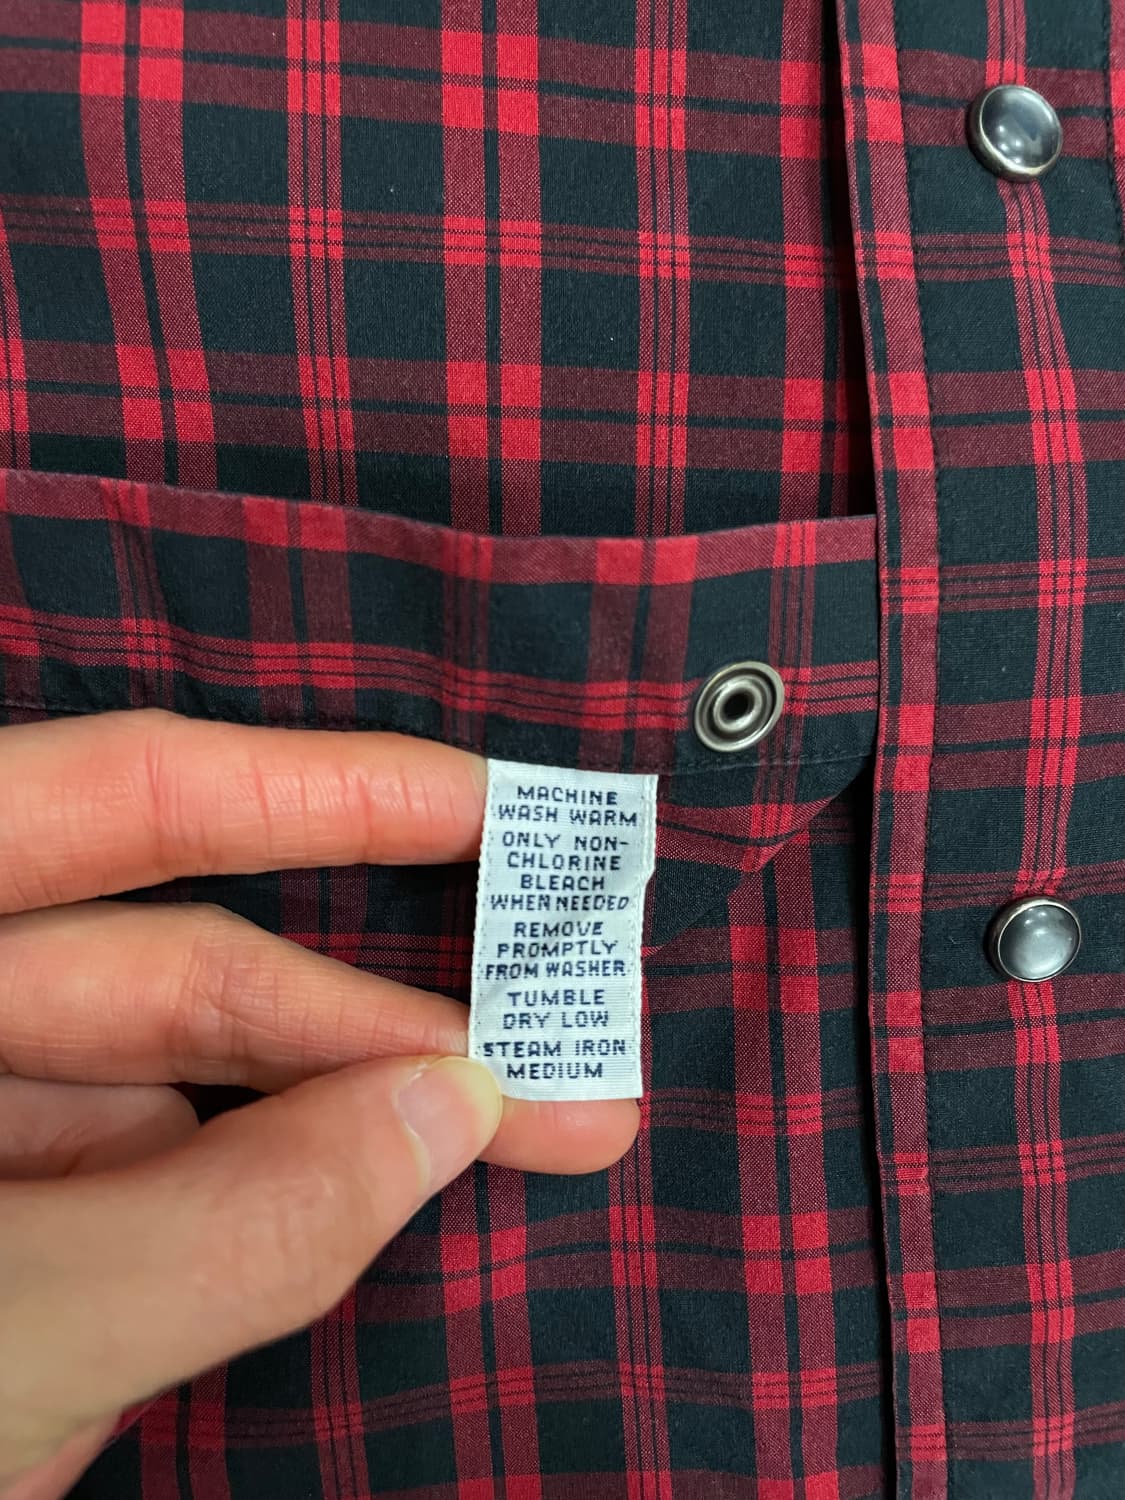 MACHINE
WASH WARM
ONLY NON-
CHLORINE
BLEACH
WHEN NEEDED
REMOVE
PROMPTLY
FROM WASHER
TUMBLE
DRY LOW
STEAM IRON
MEDIUM